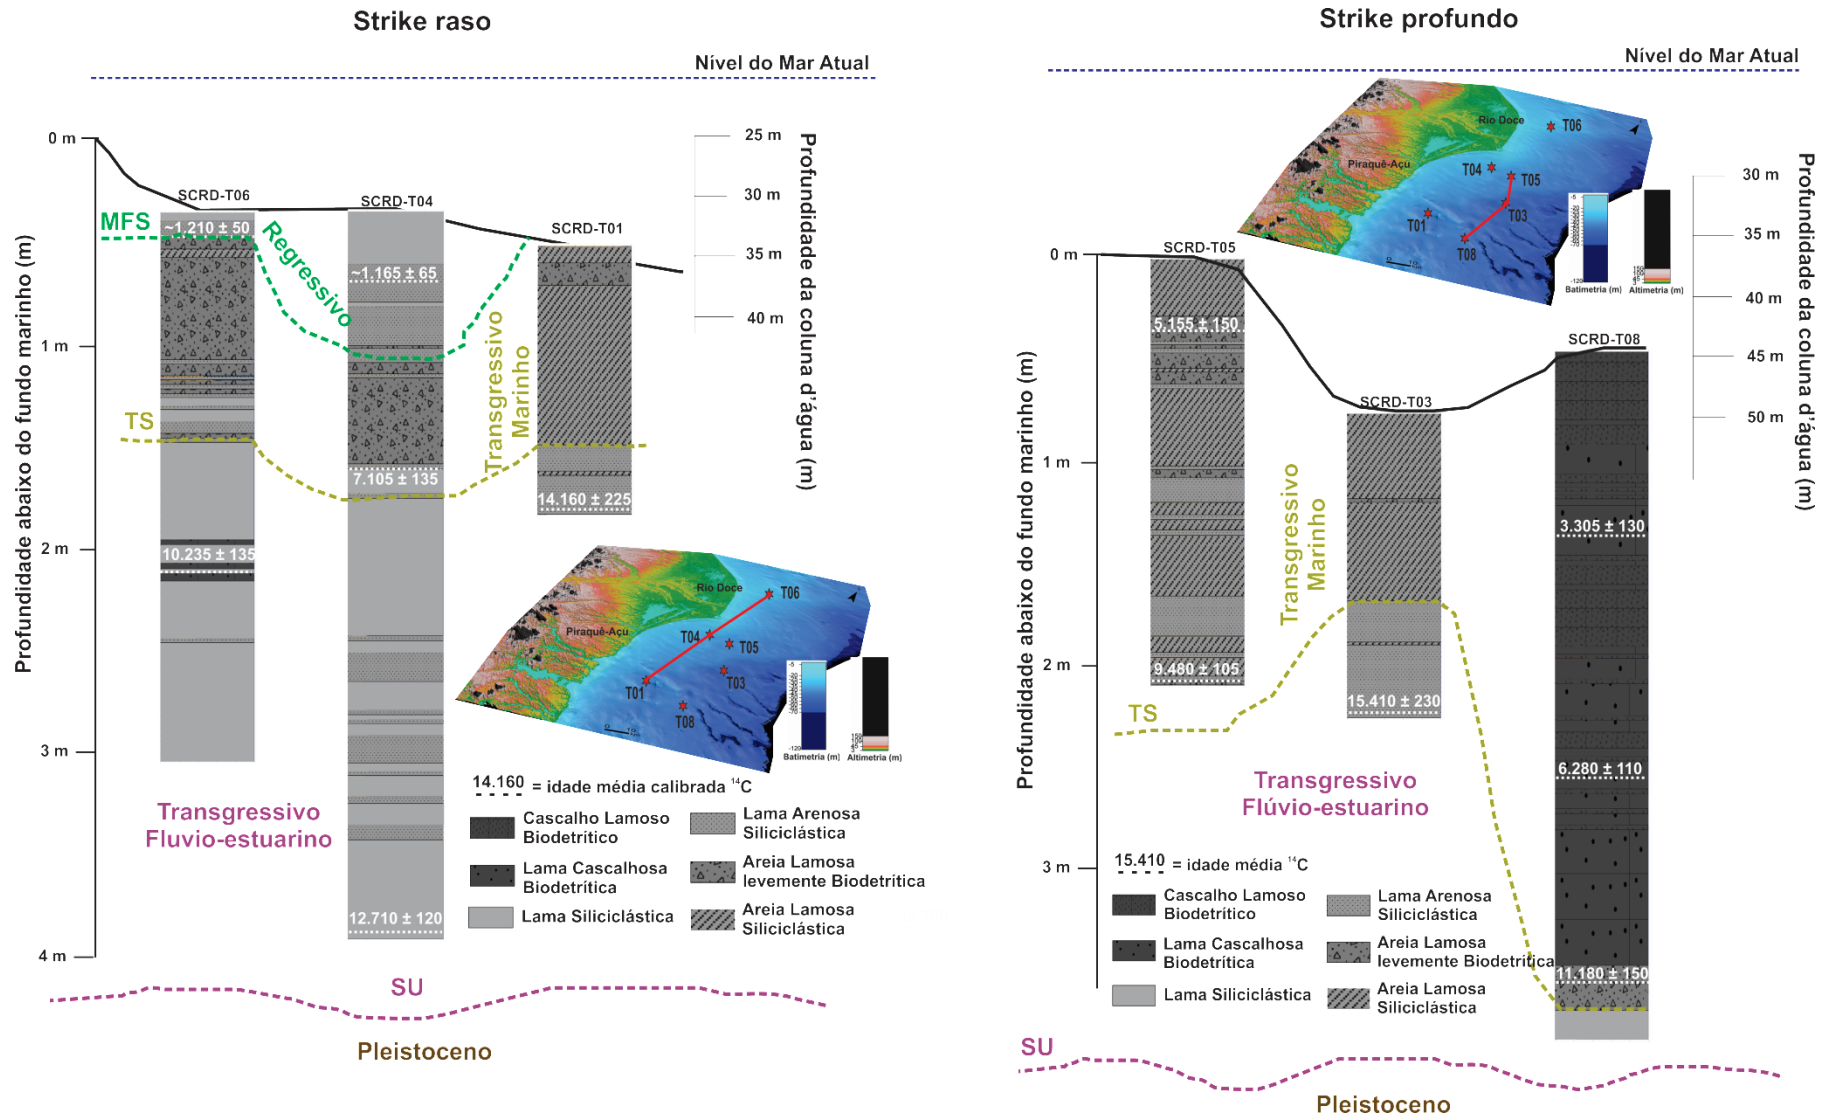 Strike raso
Nível do Mar Atual
0 m
1 m
2 m
3 m
4 m
Profundidade abaixo do fundo marinho (m)
25 m
30 m
35 m
40 m
Profundidade da coluna d'água (m)
SCRD-T06
SCRD-T04
SCRD-T01
MFS
~1.210 ± 50
Regressivo
~1.165 ± 65
TS
Transgressivo
Marinho
7.105 ± 135
14.160 ± 225
10.235 ± 135
12.710 ± 120
Transgressivo
Fluvio-estuarino
Rio Doce
Piraquê-Açu
T06
T04
T05
T03
T01
T08
Batimetria (m)
Altimetria (m)
14.160 = idade média calibrada ¹⁴C
Cascalho Lamoso
Biodetrítico
Lama Cascalhosa
Biodetrítica
Lama Siliciclástica
Lama Arenosa
Siliciclástica
Areia Lamosa
levemente Biodetritica
Areia Lamosa
Siliciclástica
SU
Pleistoceno
Strike profundo
Nível do Mar Atual
Rio Doce
Piraquê-Açu
T06
T04
T05
T03
T01
T08
Batimetria (m)
Altimetria (m)
30 m
35 m
40 m
45 m
50 m
Profundidade da coluna d'água (m)
0 m
1 m
2 m
3 m
Profundidade abaixo do fundo marinho (m)
SCRD-T05
SCRD-T03
SCRD-T08
5.155 ± 150
3.305 ± 130
Transgressivo
Marinho
9.480 ± 105
15.410 ± 230
TS
6.280 ± 110
Transgressivo
Flúvio-estuarino
11.180 ± 150
15.410 = idade média ¹⁴C
Cascalho Lamoso
Biodetrítico
Lama Cascalhosa
Biodetrítica
Lama Siliciclástica
Lama Arenosa
Siliciclástica
Areia Lamosa
levemente Biodetrítica
Areia Lamosa
Siliciclástica
SU
Pleistoceno